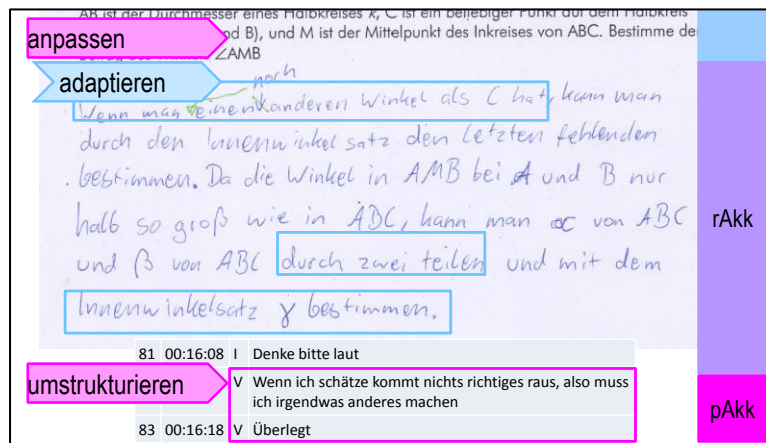 AB ist der Durchmesser eines Halbkreises k, C ist ein beliebiger Punkt auf dem Halbkreis
anpassen
nd B), und M ist der Mittelpunkt des Inkreises von ABC. Bestimme de
∠AMB
adaptieren
noch
Wenn man einen anderen Winkel als C hat, kann man
durch den Innenwinkelsatz den letzten fehlenden
bestimmen. Da die Winkel in AMB bei A und B nur
halb so groß wie in ABC, kann man α von ABC
rAkk
und β von ABC durch zwei teilen und mit dem
Innenwinkelsatz γ bestimmen.
81 00:16:08 I Denke bitte laut
umstrukturieren
V Wenn ich schätze kommt nichts richtiges raus, also muss
ich irgendwas anderes machen
pAkk
83 00:16:18 V Überlegt